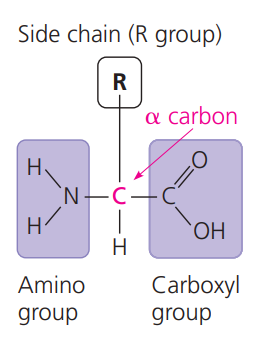 Side chain (R group)
R
α carbon
H
O
N
C
C
H
OH
H
Amino
group
Carboxyl
group